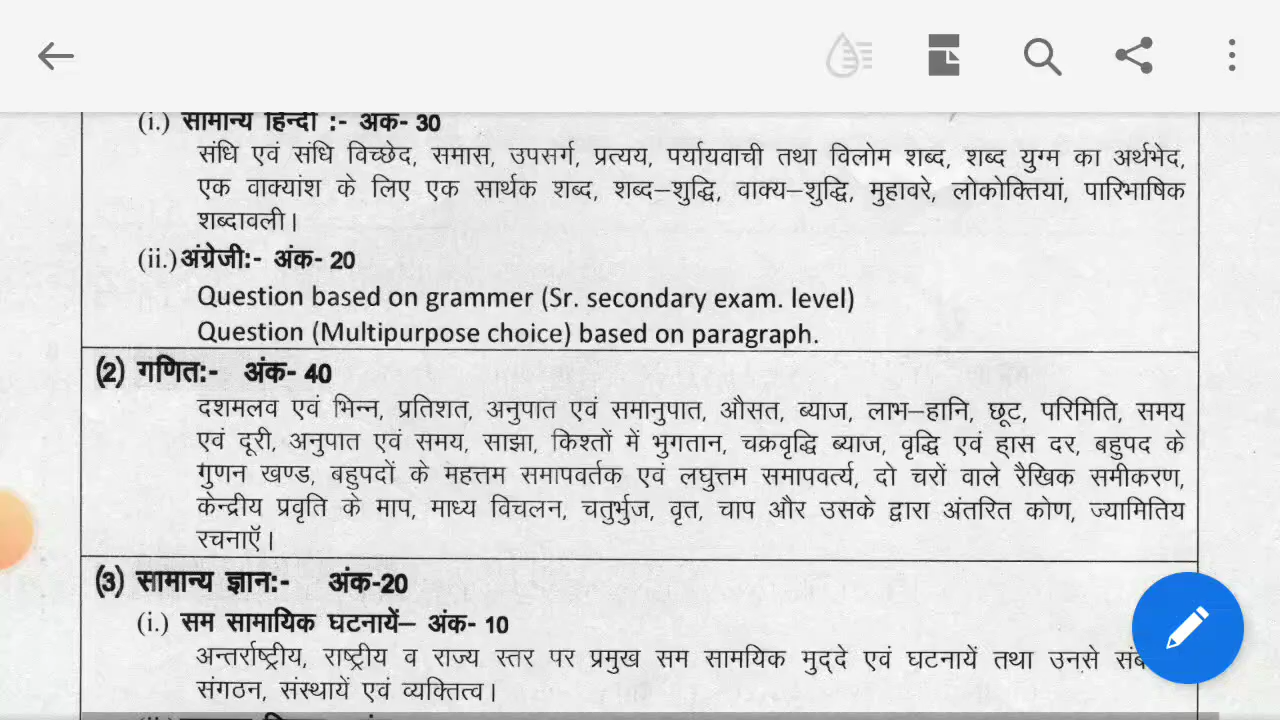 (i.) सामान्य हिन्दी :- अंक- 30
संधि एवं संधि विच्छेद, समास, उपसर्ग, प्रत्यय, पर्यायवाची तथा विलोम शब्द, शब्द युग्म का अर्थभेद,
एक वाक्यांश के लिए एक सार्थक शब्द, शब्द–शुद्धि, वाक्य–शुद्धि, मुहावरे, लोकोक्तियां, पारिभाषिक
शब्दावली।
(ii.) अंग्रेजी:- अंक- 20
Question based on grammer (Sr. secondary exam. level)
Question (Multipurpose choice) based on paragraph.
(2) गणित:- अंक- 40
दशमलव एवं भिन्न, प्रतिशत, अनुपात एवं समानुपात, औसत, ब्याज, लाभ–हानि, छूट, परिमिति, समय
एवं दूरी, अनुपात एवं समय, साझा, किश्तों में भुगतान, चक्रवृद्धि ब्याज, वृद्धि एवं ह्रास दर, बहुपद के
गुणन खण्ड, बहुपदों के महत्तम समापवर्तक एवं लघुत्तम समापवर्त्य, दो चरों वाले रैखिक समीकरण,
केन्द्रीय प्रवृति के माप, माध्य विचलन, चतुर्भुज, वृत, चाप और उसके द्वारा अंतरित कोण, ज्यामितिय
रचनाऍ।
(3) सामान्य ज्ञान:- अंक-20
(i.) सम सामायिक घटनायें– अंक- 10
अन्तर्राष्ट्रीय, राष्ट्रीय व राज्य स्तर पर प्रमुख सम सामयिक मुद्दे एवं घटनायें तथा उनसे
संगठन, संस्थायें एवं व्यक्तित्व।